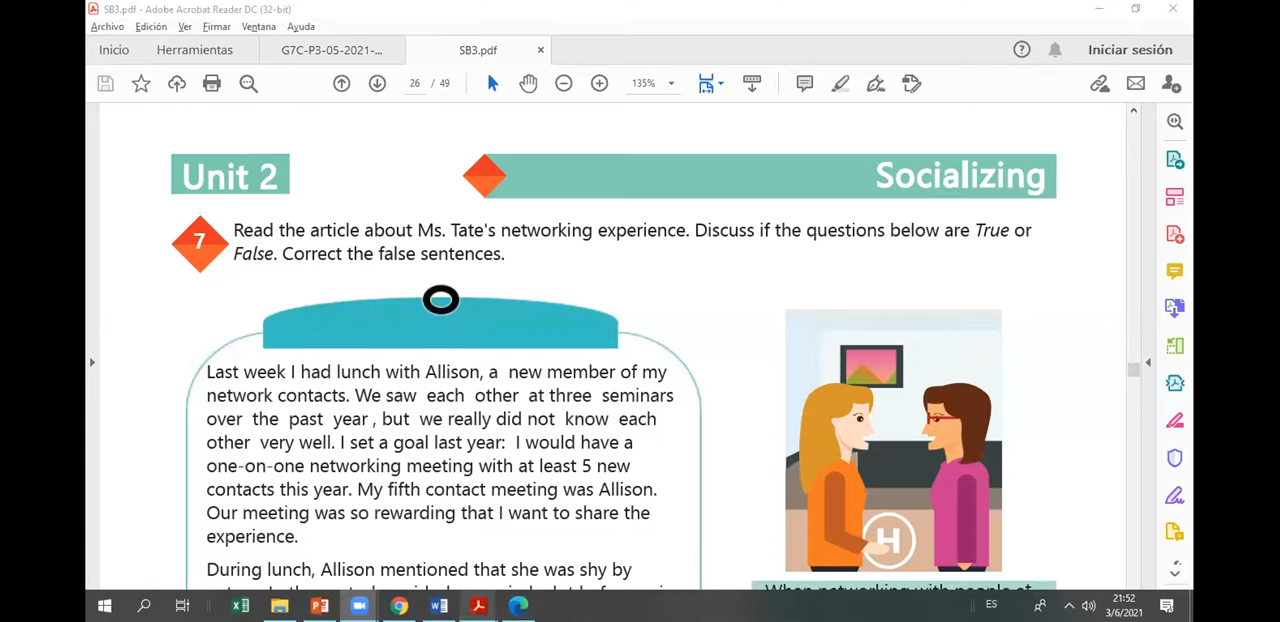 SB3.pdf - Adobe Acrobat Reader DC (32-bit)
Archivo Edición Ver Firmar Ventana Ayuda
Inicio Herramientas G7C-P3-05-2021-... SB3.pdf × Iniciar sesión
26 / 49 135%
Unit 2 Socializing
7 Read the article about Ms. Tate's networking experience. Discuss if the questions below are True or
False. Correct the false sentences.
Last week I had lunch with Allison, a new member of my
network contacts. We saw each other at three seminars
over the past year , but we really did not know each
other very well. I set a goal last year: I would have a
one-on-one networking meeting with at least 5 new
contacts this year. My fifth contact meeting was Allison.
Our meeting was so rewarding that I want to share the
experience.
During lunch, Allison mentioned that she was shy by
H
When networking with people of
ES 21:52
3/6/2021